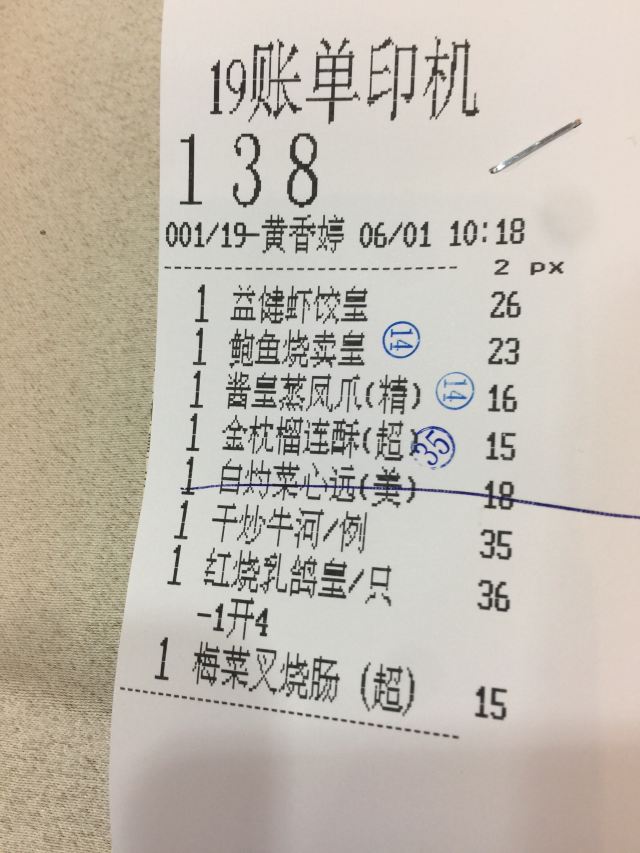 19账单印机
138
001/19-黄香婷 06/01 10:18
2 px
1 益健虾饺皇 26
1 鲍鱼烧卖皇 14 23
1 酱皇蒸凤爪(精) 14 16
1 金枕榴连酥(超) 35 15
1 白灼菜心远(美) 18
1 干炒牛河/例 35
1 红烧乳鸽皇/只 36
-1开4
1 梅菜叉烧肠 (超) 15